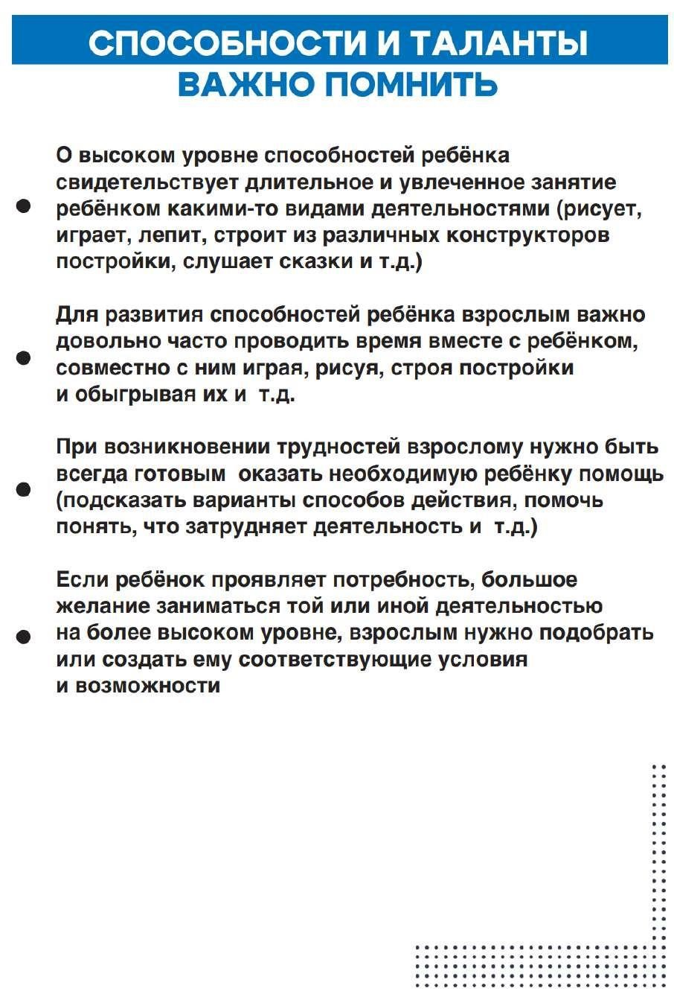 СПОСОБНОСТИ И ТАЛАНТЫ
ВАЖНО ПОМНИТЬ
О высоком уровне способностей ребёнка
свидетельствует длительное и увлеченное занятие
ребёнком какими-то видами деятельностями (рисует,
играет, лепит, строит из различных конструкторов
постройки, слушает сказки и т.д.)
Для развития способностей ребёнка взрослым важно
довольно часто проводить время вместе с ребёнком,
совместно с ним играя, рисуя, строя постройки
и обыгрывая их и т.д.
При возникновении трудностей взрослому нужно быть
всегда готовым оказать необходимую ребёнку помощь
(подсказать варианты способов действия, помочь
понять, что затрудняет деятельность и т.д.)
Если ребёнок проявляет потребность, большое
желание заниматься той или иной деятельностью
на более высоком уровне, взрослым нужно подобрать
или создать ему соответствующие условия
и возможности